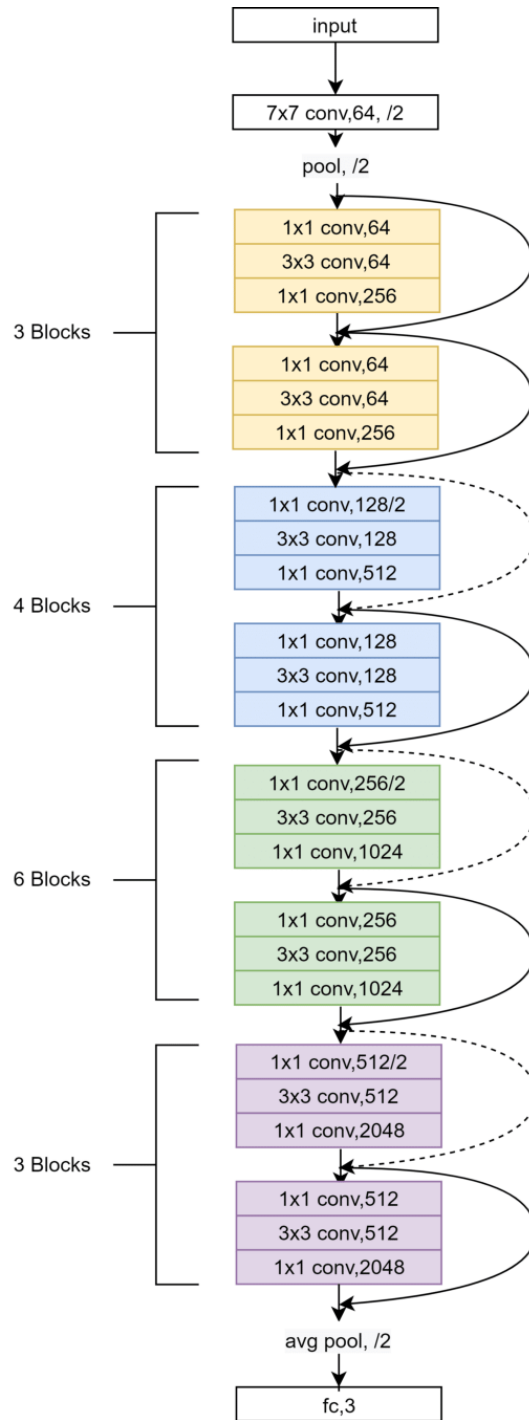 input
7x7 conv,64, /2
pool, /2
3 Blocks
1x1 conv,64
3x3 conv,64
1x1 conv,256
1x1 conv,64
3x3 conv,64
1x1 conv,256
4 Blocks
1x1 conv,128/2
3x3 conv,128
1x1 conv,512
1x1 conv,128
3x3 conv,128
1x1 conv,512
6 Blocks
1x1 conv,256/2
3x3 conv,256
1x1 conv,1024
1x1 conv,256
3x3 conv,256
1x1 conv,1024
3 Blocks
1x1 conv,512/2
3x3 conv,512
1x1 conv,2048
1x1 conv,512
3x3 conv,512
1x1 conv,2048
avg pool, /2
fc,3